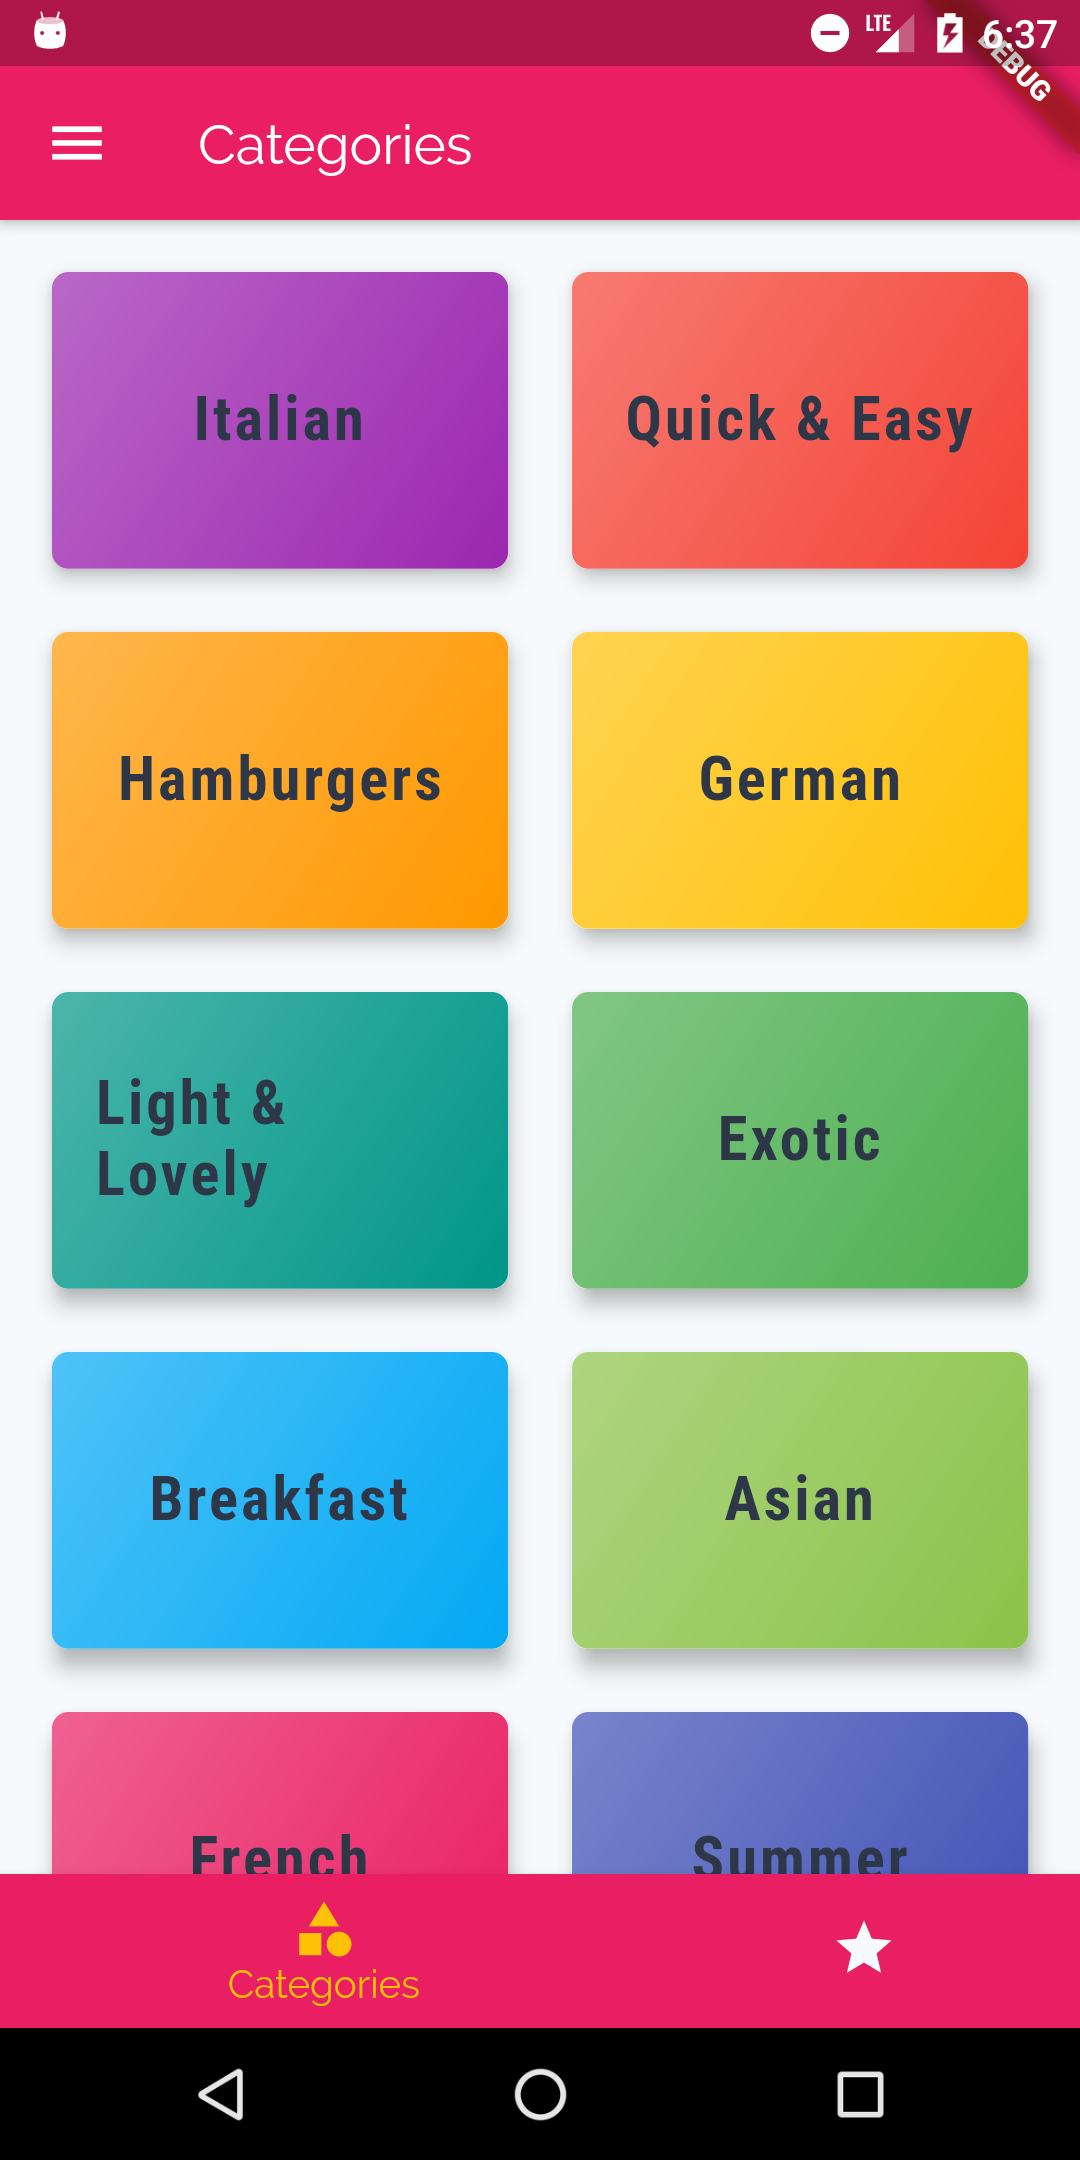 LTE 6:37
DEBUG
Categories
Italian
Quick & Easy
Hamburgers
German
Light &
Lovely
Exotic
Breakfast
Asian
French
Summer
Categories